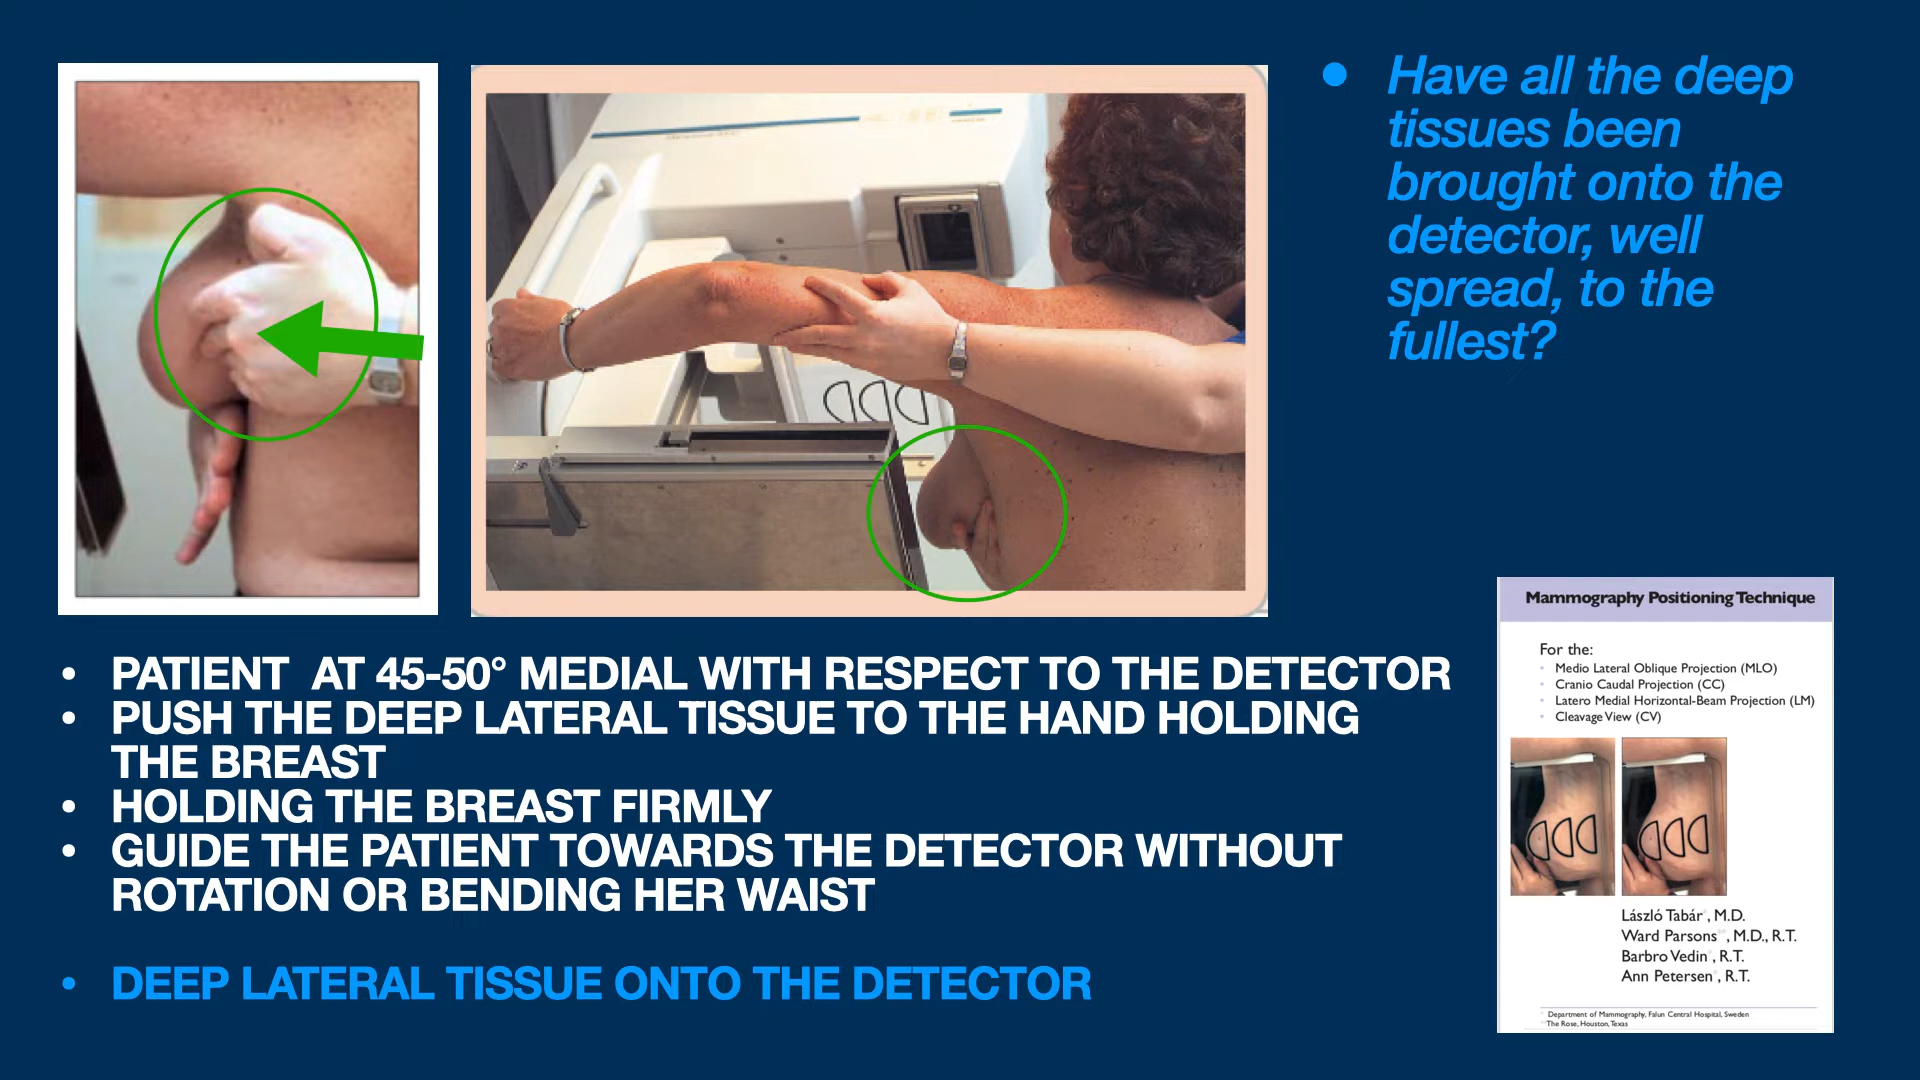 Have all the deep
tissues been
brought onto the
detector, well
spread, to the
fullest?
• PATIENT AT 45-50° MEDIAL WITH RESPECT TO THE DETECTOR
• PUSH THE DEEP LATERAL TISSUE TO THE HAND HOLDING
THE BREAST
• HOLDING THE BREAST FIRMLY
• GUIDE THE PATIENT TOWARDS THE DETECTOR WITHOUT
ROTATION OR BENDING HER WAIST
• DEEP LATERAL TISSUE ONTO THE DETECTOR
Mammography Positioning Technique
For the:
Medio Lateral Oblique Projection (MLO)
Cranio Caudal Projection (CC)
Latero Medial Horizontal-Beam Projection (LM)
Cleavage View (CV)
László Tabár, M.D.
Ward Parsons, M.D., R.T.
Barbro Vedin, R.T.
Ann Petersen, R.T.
Department of Mammography, Falun Central Hospital, Sweden
The Rose, Houston, Texas